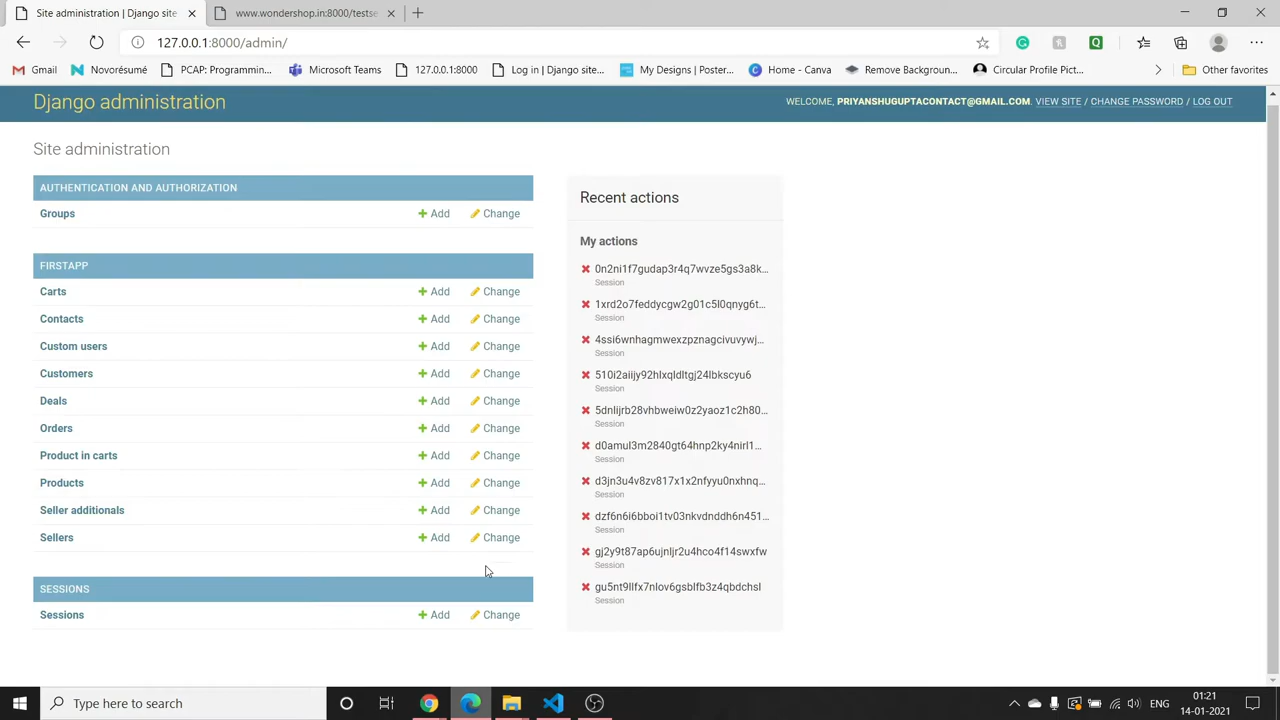 Site administration | Django site
www.wondershop.in:8000/testse
127.0.0.1:8000/admin/
Gmail
Novorésumé
PCAP: Programmin...
Microsoft Teams
127.0.0.1:8000
Log in | Django site...
My Designs | Poster...
Home - Canva
Remove Backgroun...
Circular Profile Pict...
Other favorites
Django administration
WELCOME, PRIYANSHUGUPTACONTACT@GMAIL.COM. VIEW SITE / CHANGE PASSWORD / LOG OUT
Site administration
AUTHENTICATION AND AUTHORIZATION
Groups Add Change
FIRSTAPP
Carts Add Change
Contacts Add Change
Custom users Add Change
Customers Add Change
Deals Add Change
Orders Add Change
Product in carts Add Change
Products Add Change
Seller additionals Add Change
Sellers Add Change
SESSIONS
Sessions Add Change
Recent actions
My actions
0n2ni1f7gudap3r4q7wvze5gs3a8k...
Session
1xrd2o7feddycgw2g01c5l0qnyg6t...
Session
4ssi6wnhagmwexzpznagcivuvywj...
Session
510i2aiijy92hlxqldltgj24lbkscyu6
Session
5dnlijrb28vhbweiw0z2yaoz1c2h80...
Session
d0amul3m2840gt64hnp2ky4nirl1...
Session
d3jn3u4v8zv817x1x2nfyyu0nxhnq...
Session
dzf6n6i6bboi1tv03nkvdnddh6n451...
Session
gj2y9t87ap6ujnljr2u4hco4f14swxfw
Session
gu5nt9llfx7nlov6gsblfb3z4qbdchsl
Session
Type here to search
ENG
01:21
14-01-2021